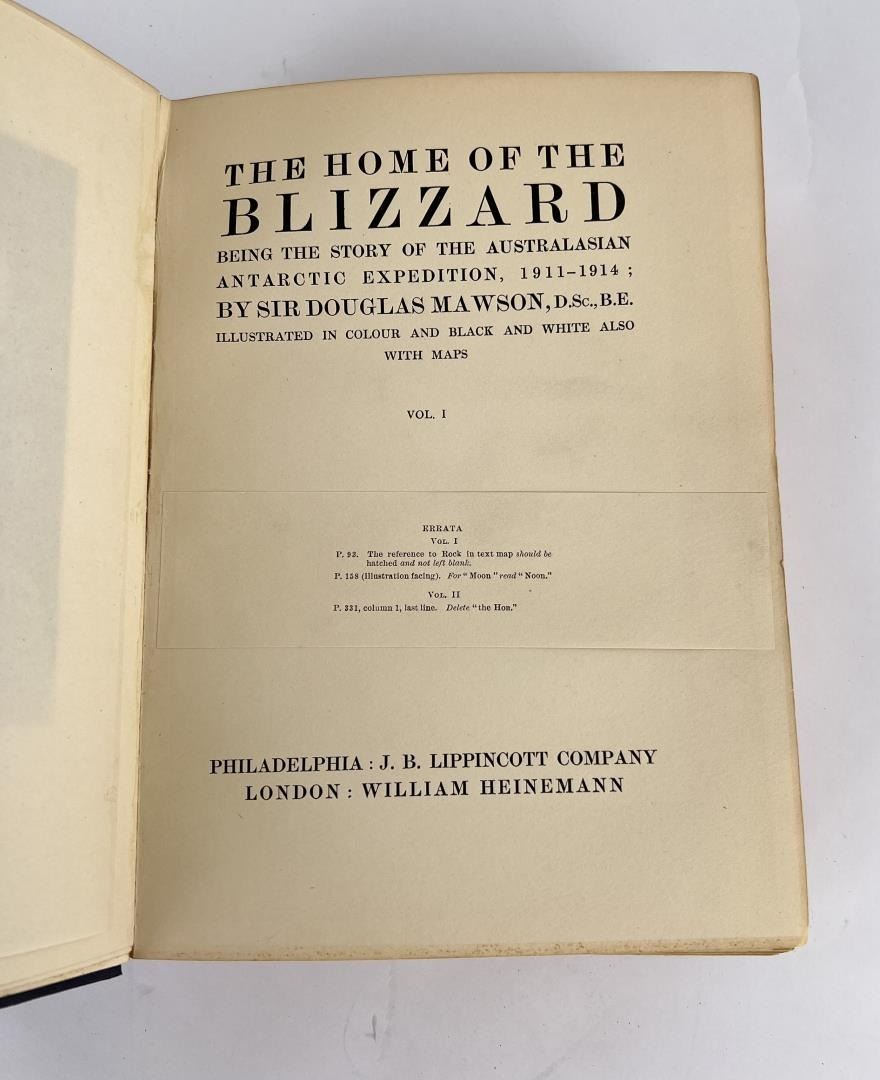 THE HOME OF THE
BLIZZARD
BEING THE STORY OF THE AUSTRALASIAN
ANTARCTIC EXPEDITION, 1911–1914 ;
BY SIR DOUGLAS MAWSON, D.Sc., B.E.
ILLUSTRATED IN COLOUR AND BLACK AND WHITE ALSO
WITH MAPS
VOL. I
ERRATA
VOL. I
P. 93. The reference to Rock in text map should be
hatched and not left blank.
P. 158 (illustration facing). For "Moon" read "Noon."
VOL. II
P. 331, column 1, last line. Delete "the Hon."
PHILADELPHIA : J. B. LIPPINCOTT COMPANY
LONDON : WILLIAM HEINEMANN